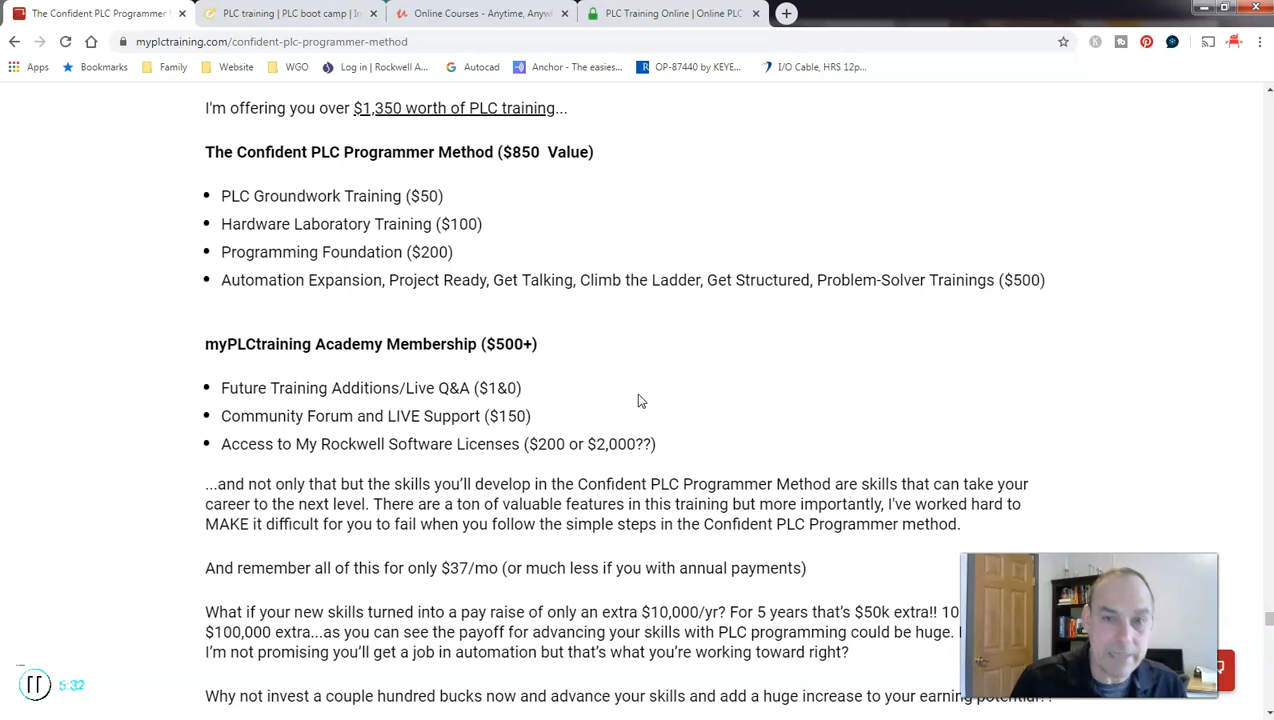 The Confident PLC Programmer M
PLC training | PLC boot camp | In
Online Courses - Anytime, Anyw
PLC Training Online | Online PLC
myplctraining.com/confident-plc-programmer-method
Apps Bookmarks Family Website WGO Log in | Rockwell A... Autocad Anchor - The easies... OP-87440 by KEYE... I/O Cable, HRS 12p...
I'm offering you over $1,350 worth of PLC training...
The Confident PLC Programmer Method ($850 Value)
• PLC Groundwork Training ($50)
• Hardware Laboratory Training ($100)
• Programming Foundation ($200)
• Automation Expansion, Project Ready, Get Talking, Climb the Ladder, Get Structured, Problem-Solver Trainings ($500)
myPLCtraining Academy Membership ($500+)
• Future Training Additions/Live Q&A ($1&0)
• Community Forum and LIVE Support ($150)
• Access to My Rockwell Software Licenses ($200 or $2,000??)
...and not only that but the skills you'll develop in the Confident PLC Programmer Method are skills that can take your
career to the next level. There are a ton of valuable features in this training but more importantly, I've worked hard to
MAKE it difficult for you to fail when you follow the simple steps in the Confident PLC Programmer method.
And remember all of this for only $37/mo (or much less if you with annual payments)
What if your new skills turned into a pay raise of only an extra $10,000/yr? For 5 years that's $50k extra!! 10
$100,000 extra...as you can see the payoff for advancing your skills with PLC programming could be huge.
I'm not promising you'll get a job in automation but that's what you're working toward right?
Why not invest a couple hundred bucks now and advance your skills and add a huge increase to your earning potential?
5:32